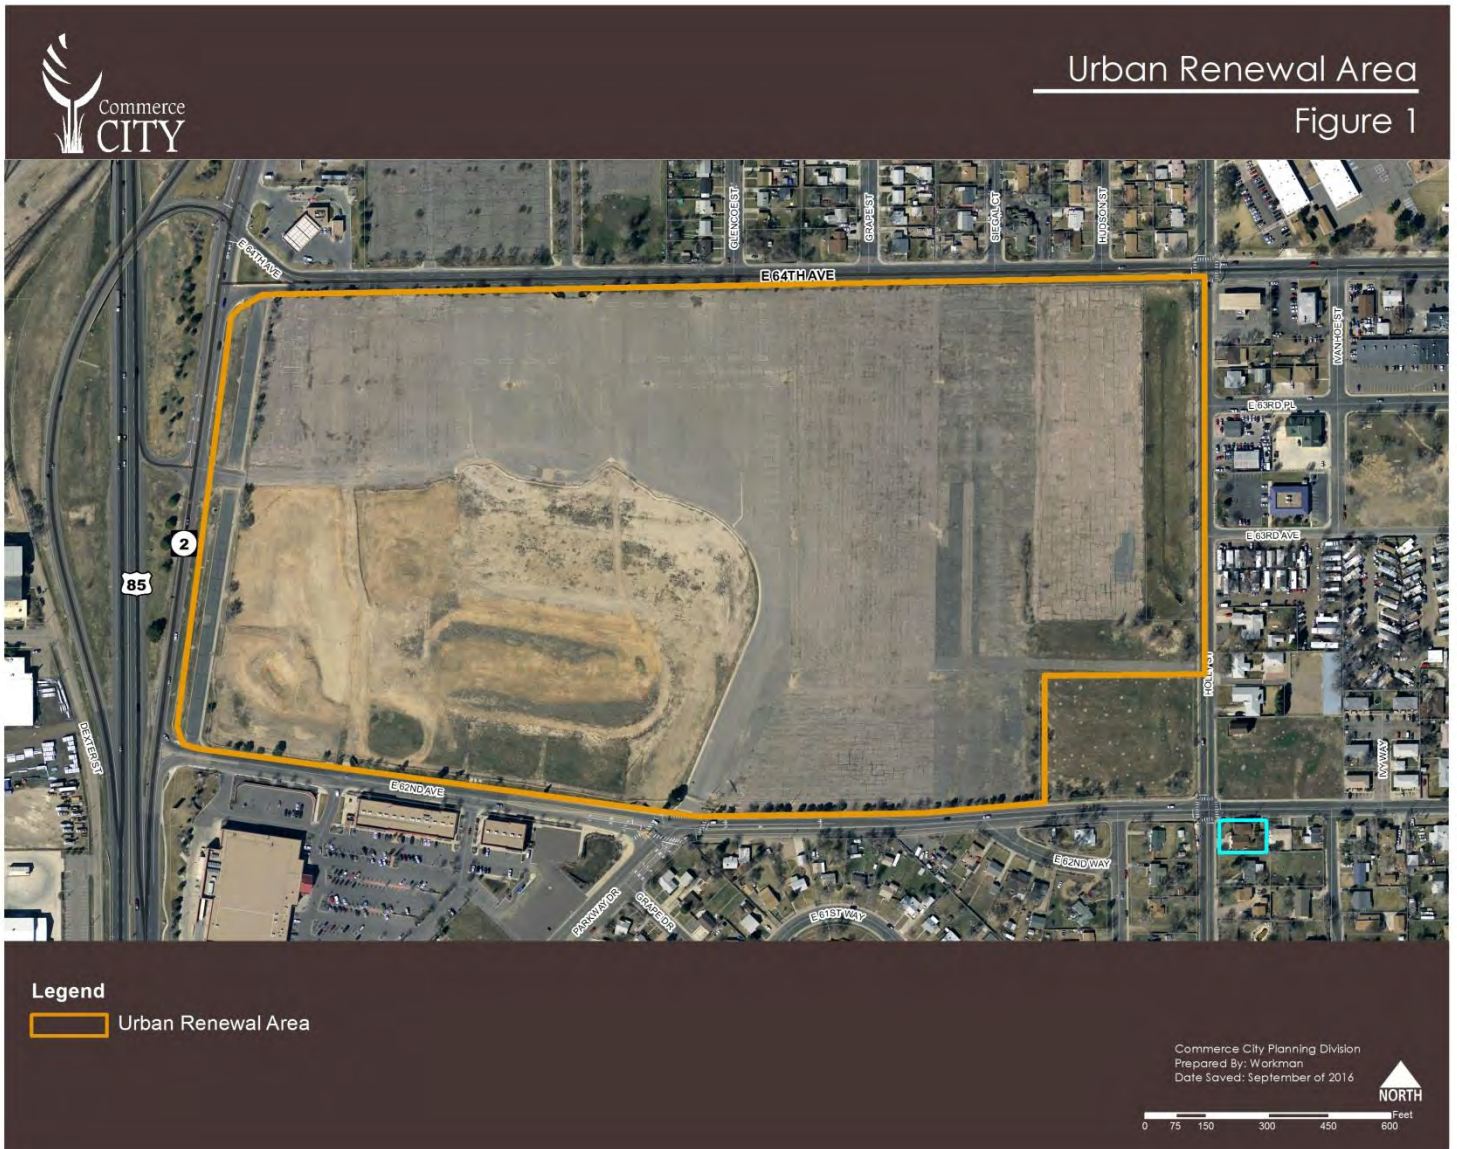 Urban Renewal Area
Figure 1
Commerce
CITY
E 64TH AVE
E 64TH AVE
GLENCOE ST
GRAPE ST
SIEGAL CT
HUDSON ST
IVANHOE ST
E 63RD PL
E 63RD AVE
2
85
HOLLY ST
DEXTER ST
E 62ND AVE
IVY WAY
E 62ND WAY
PARKWAY DR
GRAPE DR
E 61ST WAY
Legend
Urban Renewal Area
Commerce City Planning Division
Prepared By: Workman
Date Saved: September of 2016
NORTH
Feet
0 75 150 300 450 600